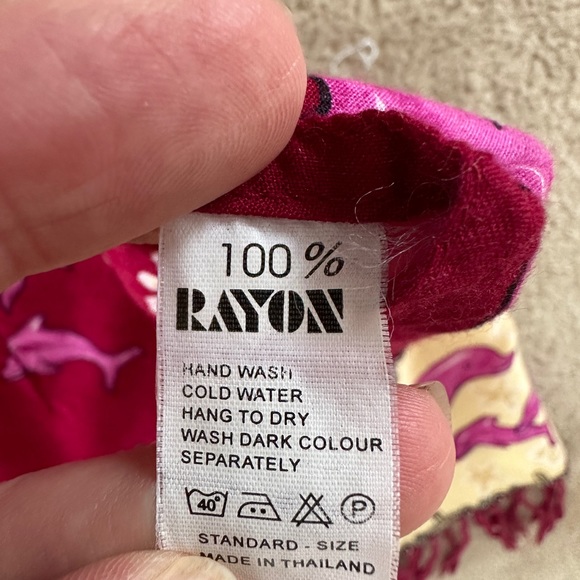 100 %
RAYON
HAND WASH
COLD WATER
HANG TO DRY
WASH DARK COLOUR
SEPARATELY
40° P
STANDARD - SIZE
MADE IN THAILAND